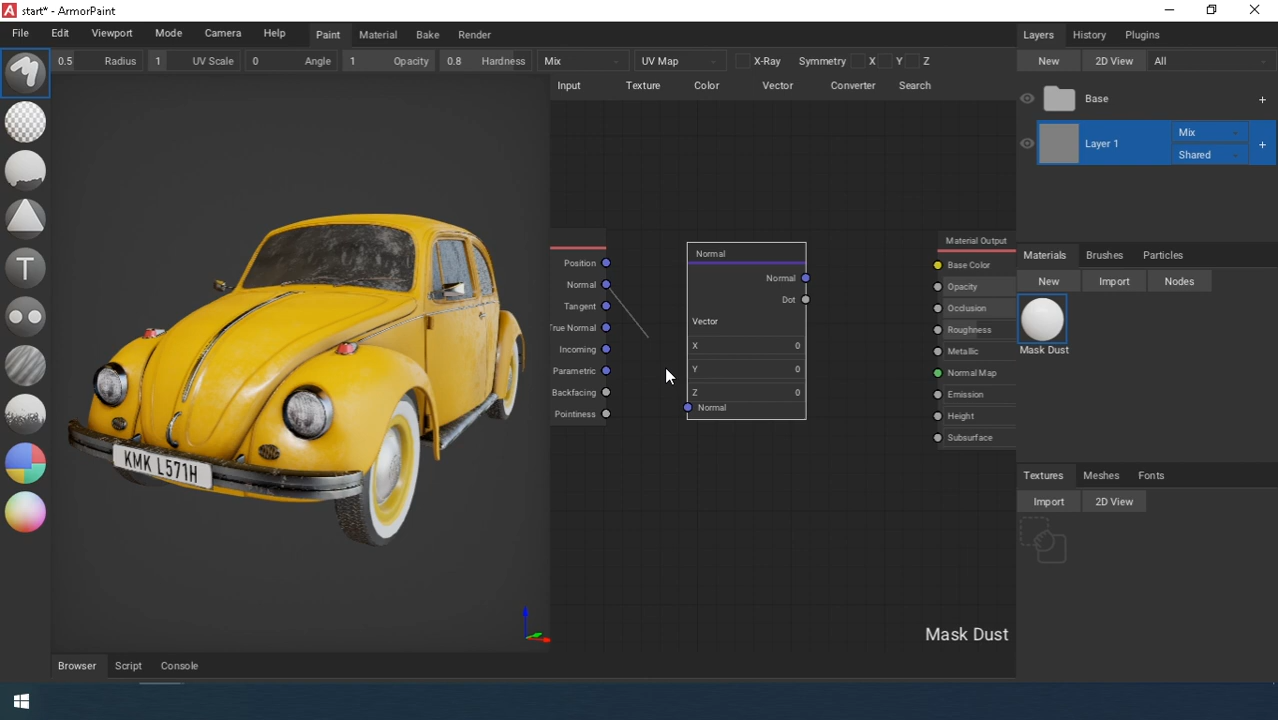 start* - ArmorPaint
File Edit Viewport Mode Camera Help Paint Material Bake Render
Layers History Plugins
0.5 Radius 1 UV Scale 0 Angle 1 Opacity 0.8 Hardness Mix UV Map X-Ray Symmetry X Y Z
New 2D View All
Input Texture Color Vector Converter Search
Base +
Layer 1 Mix
Shared +
T
Position
Normal
Tangent
True Normal
Incoming
Parametric
Backfacing
Pointiness
Normal
Normal
Dot
Vector
X 0
Y 0
Z 0
Normal
Material Output
Base Color
Opacity
Occlusion
Roughness
Metallic
Normal Map
Emission
Height
Subsurface
Materials Brushes Particles
New Import Nodes
Mask Dust
KMK L571H
Textures Meshes Fonts
Import 2D View
Mask Dust
Browser Script Console